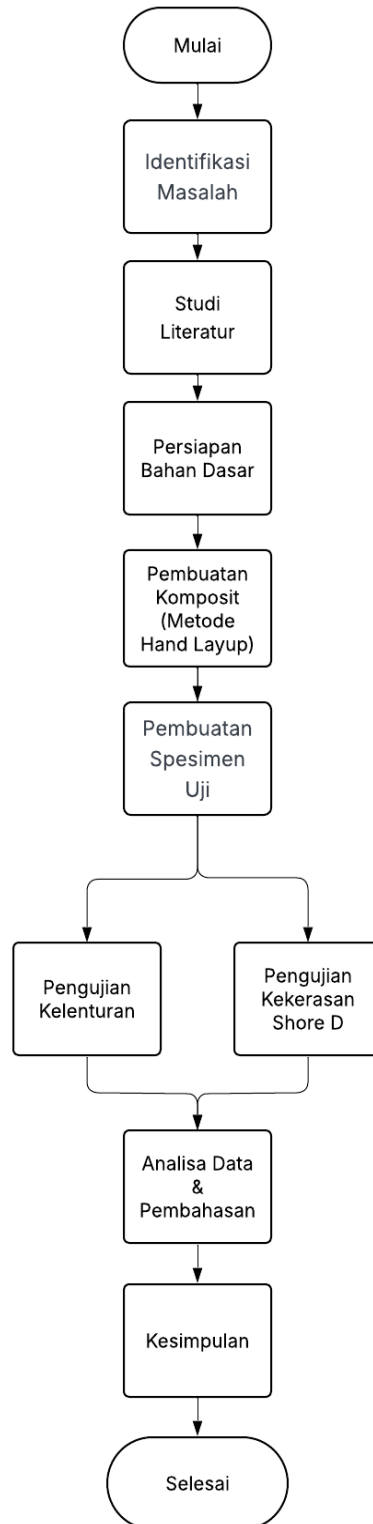 Mulai
Identifikasi
Masalah
Studi
Literatur
Persiapan
Bahan Dasar
Pembuatan
Komposit
(Metode
Hand Layup)
Pembuatan
Spesimen
Uji
Pengujian
Kelenturan
Pengujian
Kekerasan
Shore D
Analisa Data
&
Pembahasan
Kesimpulan
Selesai